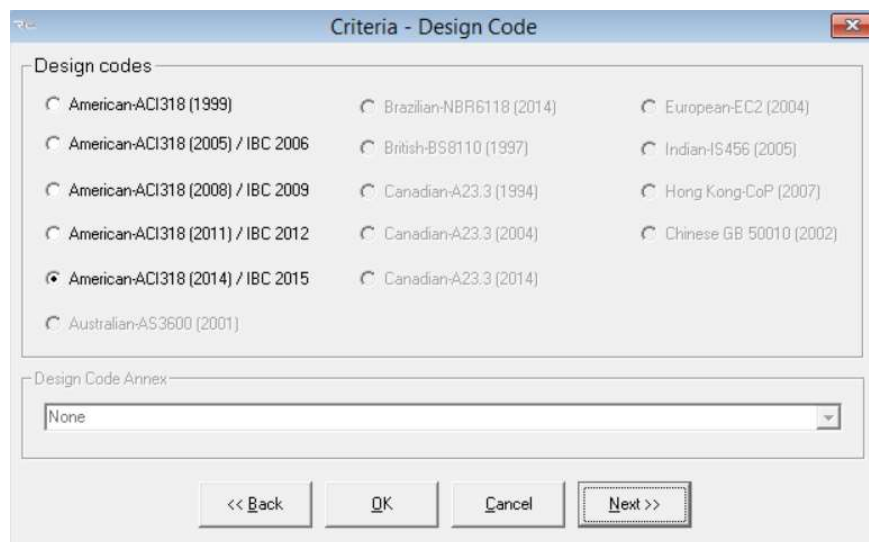 Criteria - Design Code
Design codes
American-ACI318 (1999)
American-ACI318 (2005) / IBC 2006
American-ACI318 (2008) / IBC 2009
American-ACI318 (2011) / IBC 2012
American-ACI318 (2014) / IBC 2015
Australian-AS3600 (2001)
Brazilian-NBR6118 (2014)
British-BS8110 (1997)
Canadian-A23.3 (1994)
Canadian-A23.3 (2004)
Canadian-A23.3 (2014)
European-EC2 (2004)
Indian-IS456 (2005)
Hong Kong-CoP (2007)
Chinese GB 50010 (2002)
Design Code Annex
None
<< Back
OK
Cancel
Next >>